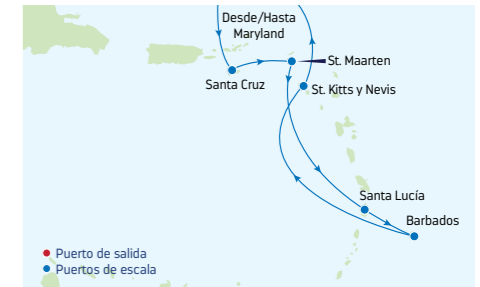 Desde/Hasta
Maryland
St. Maarten
Santa Cruz
St. Kitts y Nevis
Santa Lucía
Barbados
Puerto de salida
Puertos de escala